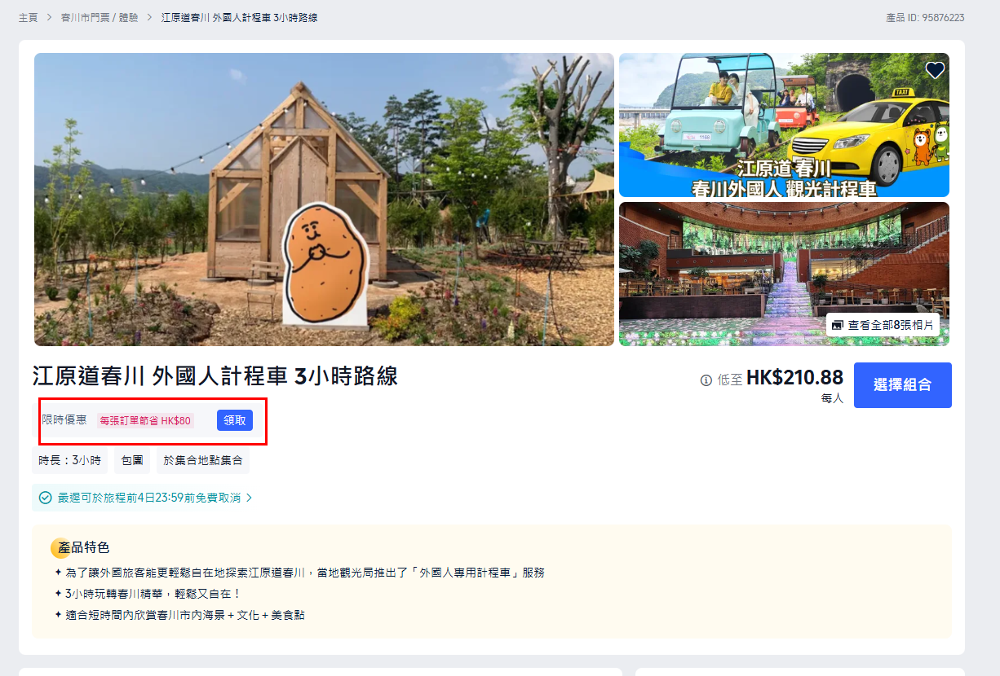 主頁 > 春川市門票 / 體驗 > 江原道春川 外國人計程車 3小時路線
產品 ID: 95876223
TAXI
1188
江原道 春川
春川外國人 觀光計程車
查看全部8張相片
江原道春川 外國人計程車 3小時路線
低至 HK$210.88
每人
選擇組合
限時優惠 每張訂單節省 HK$80 領取
時長：3小時 包團 於集合地點集合
最遲可於旅程前4日23:59前免費取消 >
產品特色
✦ 為了讓外國旅客能更輕鬆自在地探索江原道春川，當地觀光局推出了「外國人專用計程車」服務
✦ 3小時玩轉春川精華，輕鬆又自在！
✦ 適合短時間內欣賞春川市內海景＋文化＋美食點